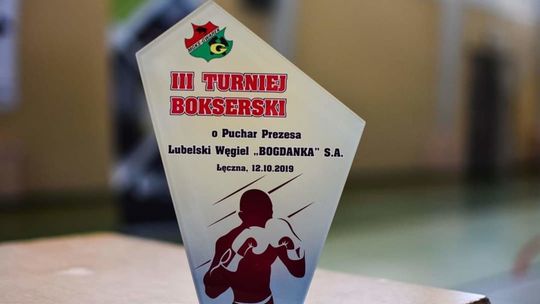 III TURNIEJ
BOKSERSKI
o Puchar Prezesa
Lubelski Węgiel „BOGDANKA” S.A.
Łęczna, 12.10.2019